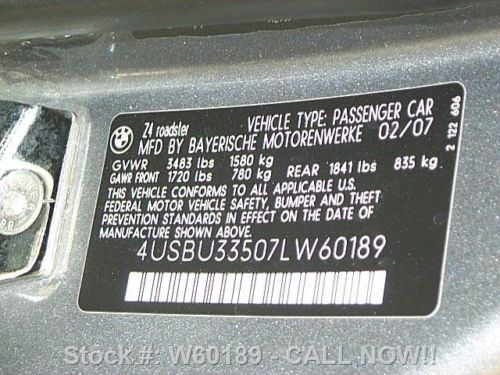 BMW
Z4 roadster VEHICLE TYPE: PASSENGER CAR
MFD BY BAYERISCHE MOTORENWERKE 02/07
GVWR 3483 lbs 1580 kg
GAWR FRONT 1720 lbs 780 kg REAR 1841 lbs 835 kg
THIS VEHICLE CONFORMS TO ALL APPLICABLE U.S.
FEDERAL MOTOR VEHICLE SAFETY, BUMPER AND THEFT
PREVENTION STANDARDS IN EFFECT ON THE DATE OF
MANUFACTURE SHOWN ABOVE.
4USBU33507LW60189
2 122 606
Stock #: W60189 - CALL NOW!!